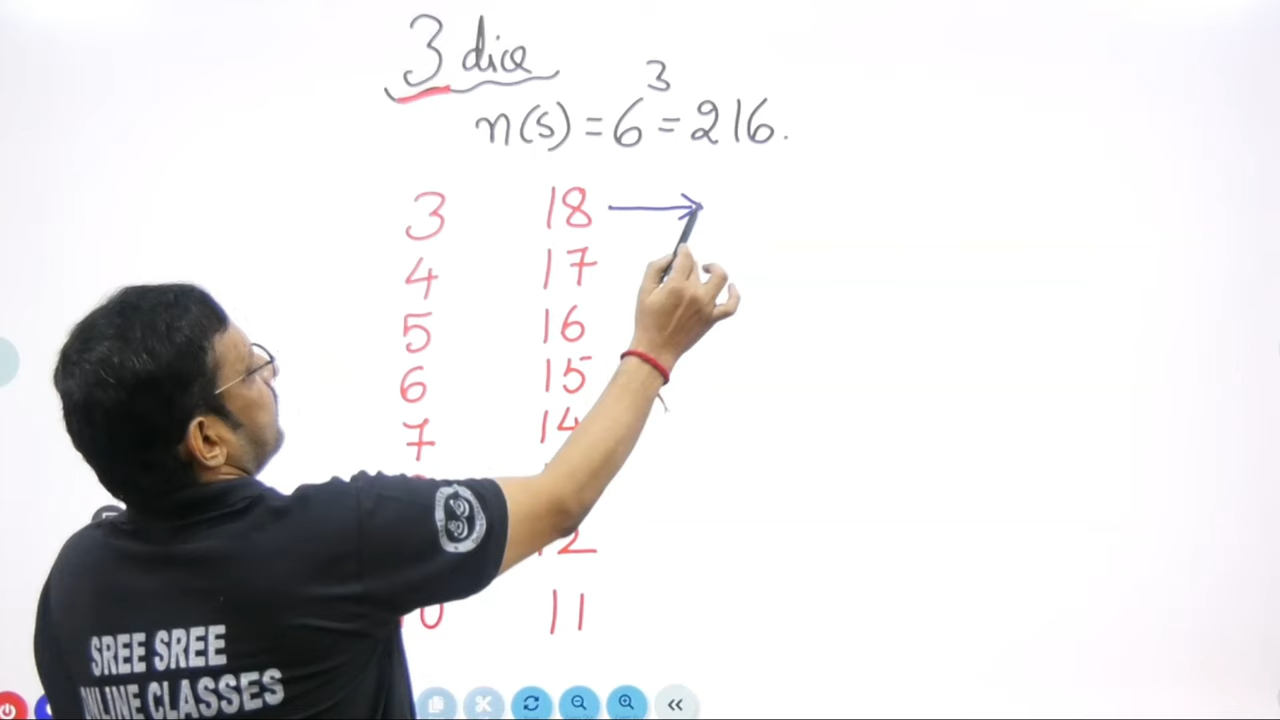 3 dice
n(s) = 6³ = 216.
3 18
4 17
5 16
6 15
7 14
12
11
SREE SREE
ONLINE CLASSES